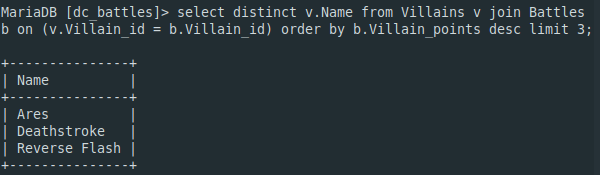 MariaDB [dc_battles]> select distinct v.Name from Villains v join Battles
b on (v.Villain_id = b.Villain_id) order by b.Villain_points desc limit 3;
+---------------+
| Name          |
+---------------+
| Ares          |
| Deathstroke   |
| Reverse Flash |
+---------------+